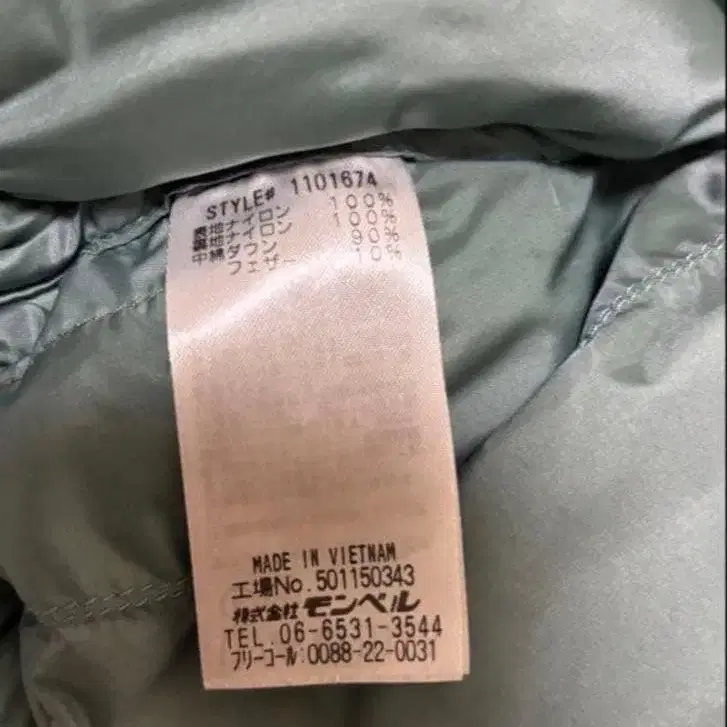 STYLE# 1101674
表地ナイロン 100%
裏地ナイロン 100%
中綿ダウン 90%
フェザー 10%
MADE IN VIETNAM
工場No.501150343
株式会社 モンベル
TEL.06-6531-3544
フリーコール:0088-22-0031